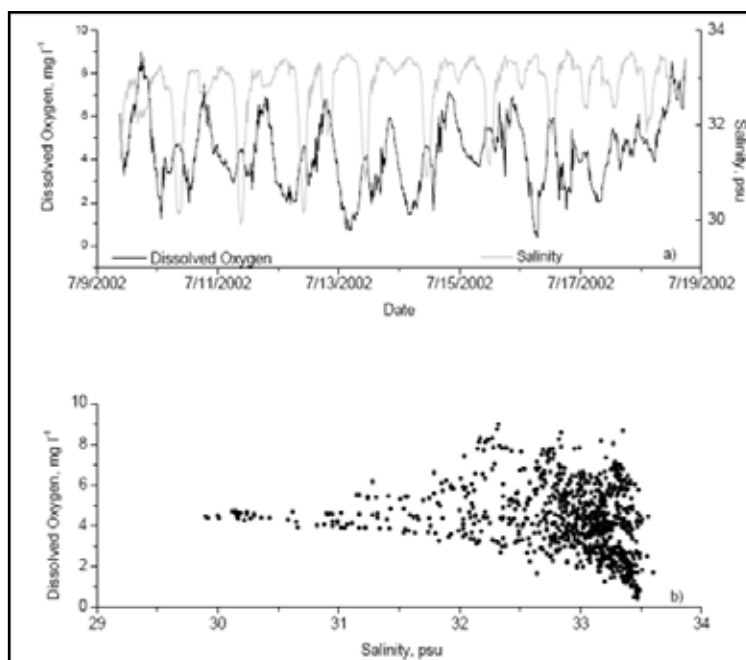 Dissolved Oxygen, mg l⁻¹
10
8
6
4
2
0
34
32
30
Salinity, psu
Dissolved Oxygen
Salinity
a)
7/9/2002 7/11/2002 7/13/2002 7/15/2002 7/17/2002 7/19/2002
Date
Dissolved Oxygen, mg l⁻¹
10
8
6
4
2
0
b)
29 30 31 32 33 34
Salinity, psu